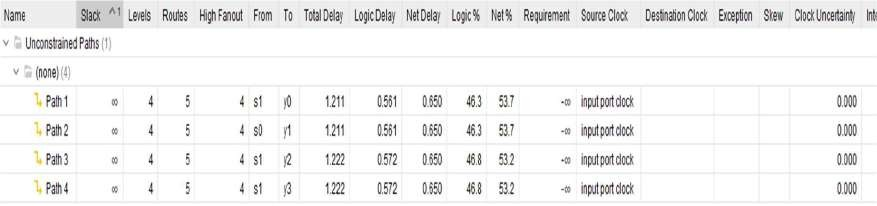 Name Slack ^1 Levels Routes High Fanout From To Total Delay Logic Delay Net Delay Logic % Net % Requirement Source Clock Destination Clock Exception Skew Clock Uncertainty
Unconstrained Paths (1)
(none) (4)
Path 1 ∞ 4 5 4 s1 y0 1.211 0.561 0.650 46.3 53.7 -∞ input port clock 0.000
Path 2 ∞ 4 5 4 s0 y1 1.211 0.561 0.650 46.3 53.7 -∞ input port clock 0.000
Path 3 ∞ 4 5 4 s1 y2 1.222 0.572 0.650 46.8 53.2 -∞ input port clock 0.000
Path 4 ∞ 4 5 4 s1 y3 1.222 0.572 0.650 46.8 53.2 -∞ input port clock 0.000